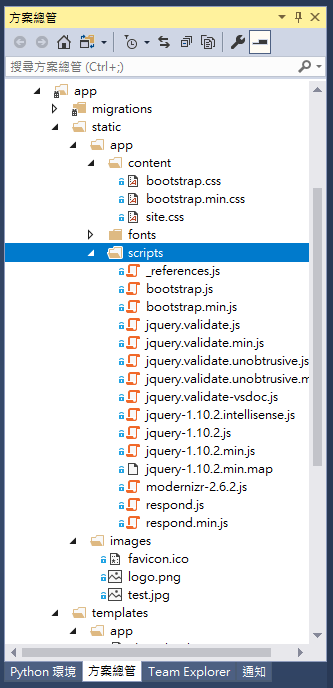 方案總管
搜尋方案總管 (Ctrl+;)
app
migrations
static
app
content
bootstrap.css
bootstrap.min.css
site.css
fonts
scripts
_references.js
bootstrap.js
bootstrap.min.js
jquery.validate.js
jquery.validate.min.js
jquery.validate.unobtrusive.js
jquery.validate.unobtrusive.m
jquery.validate-vsdoc.js
jquery-1.10.2.intellisense.js
jquery-1.10.2.js
jquery-1.10.2.min.js
jquery-1.10.2.min.map
modernizr-2.6.2.js
respond.js
respond.min.js
images
favicon.ico
logo.png
test.jpg
templates
app
Python 環境 方案總管 Team Explorer 通知